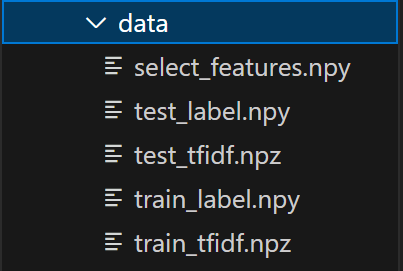 data
select_features.npy
test_label.npy
test_tfidf.npz
train_label.npy
train_tfidf.npz